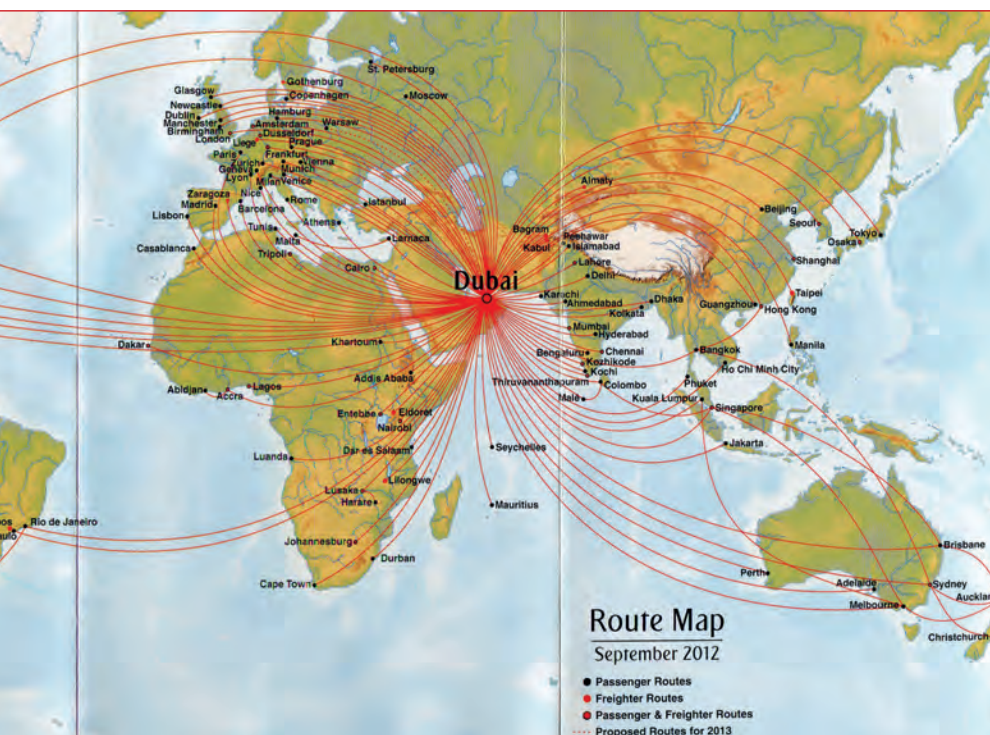 St. Petersburg
Gothenburg
Glasgow
Copenhagen
Moscow
Newcastle
Dublin
Hamburg
Manchester
Amsterdam
Warsaw
Birmingham
Dusseldorf
London
Liege
Prague
Paris
Frankfurt
Zurich
Vienna
Geneva
Munich
Lyon
Milan
Venice
Almaty
Zaragoza
Nice
Rome
Madrid
Istanbul
Barcelona
Beijing
Lisbon
Athens
Seoul
Tunis
Bagram
Tokyo
Malta
Larnaca
Peshawar
Osaka
Casablanca
Kabul
Islamabad
Tripoli
Lahore
Shanghai
Cairo
Delhi
Dubai
Karachi
Taipei
Ahmedabad
Dhaka
Guangzhou
Hong Kong
Kolkata
Mumbai
Hyderabad
Dakar
Khartoum
Manila
Bengaluru
Chennai
Bangkok
Kozhikode
Kochi
Ho Chi Minh City
Addis Ababa
Thiruvananthapuram
Colombo
Phuket
Abidjan
Lagos
Accra
Male
Kuala Lumpur
Singapore
Entebbe
Eldoret
Nairobi
Jakarta
Dar es Salaam
Seychelles
Luanda
Lilongwe
Lusaka
Harare
Mauritius
os
Rio de Janeiro
aulo
Johannesburg
Brisbane
Durban
Perth
Cape Town
Adelaide
Sydney
Aucklan
Melbourne
Christchurch
Route Map
September 2012
Passenger Routes
Freighter Routes
Passenger & Freighter Routes
Proposed Routes for 2013